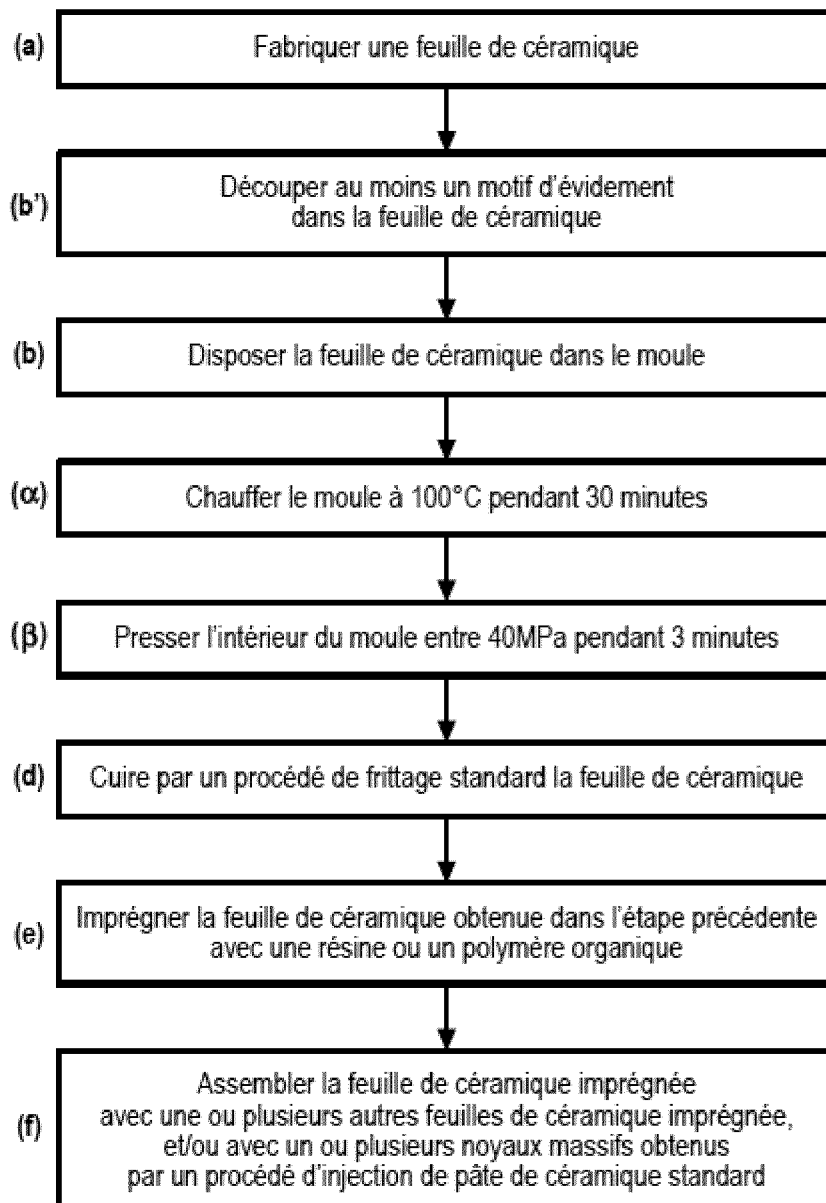 (a) Fabriquer une feuille de céramique
Découper au moins un motif d'évidement
(b') dans la feuille de céramique
(b) Disposer la feuille de céramique dans le moule
(α) Chauffer le moule à 100°C pendant 30 minutes
(β) Presser l'intérieur du moule entre 40MPa pendant 3 minutes
(d) Cuire par un procédé de frittage standard la feuille de céramique
Imprégner la feuille de céramique obtenue dans l'étape précédente
(e) avec une résine ou un polymère organique
Assembler la feuille de céramique imprégnée
avec une ou plusieurs autres feuilles de céramique imprégnée,
(f) et/ou avec un ou plusieurs noyaux massifs obtenus
par un procédé d'injection de pâte de céramique standard